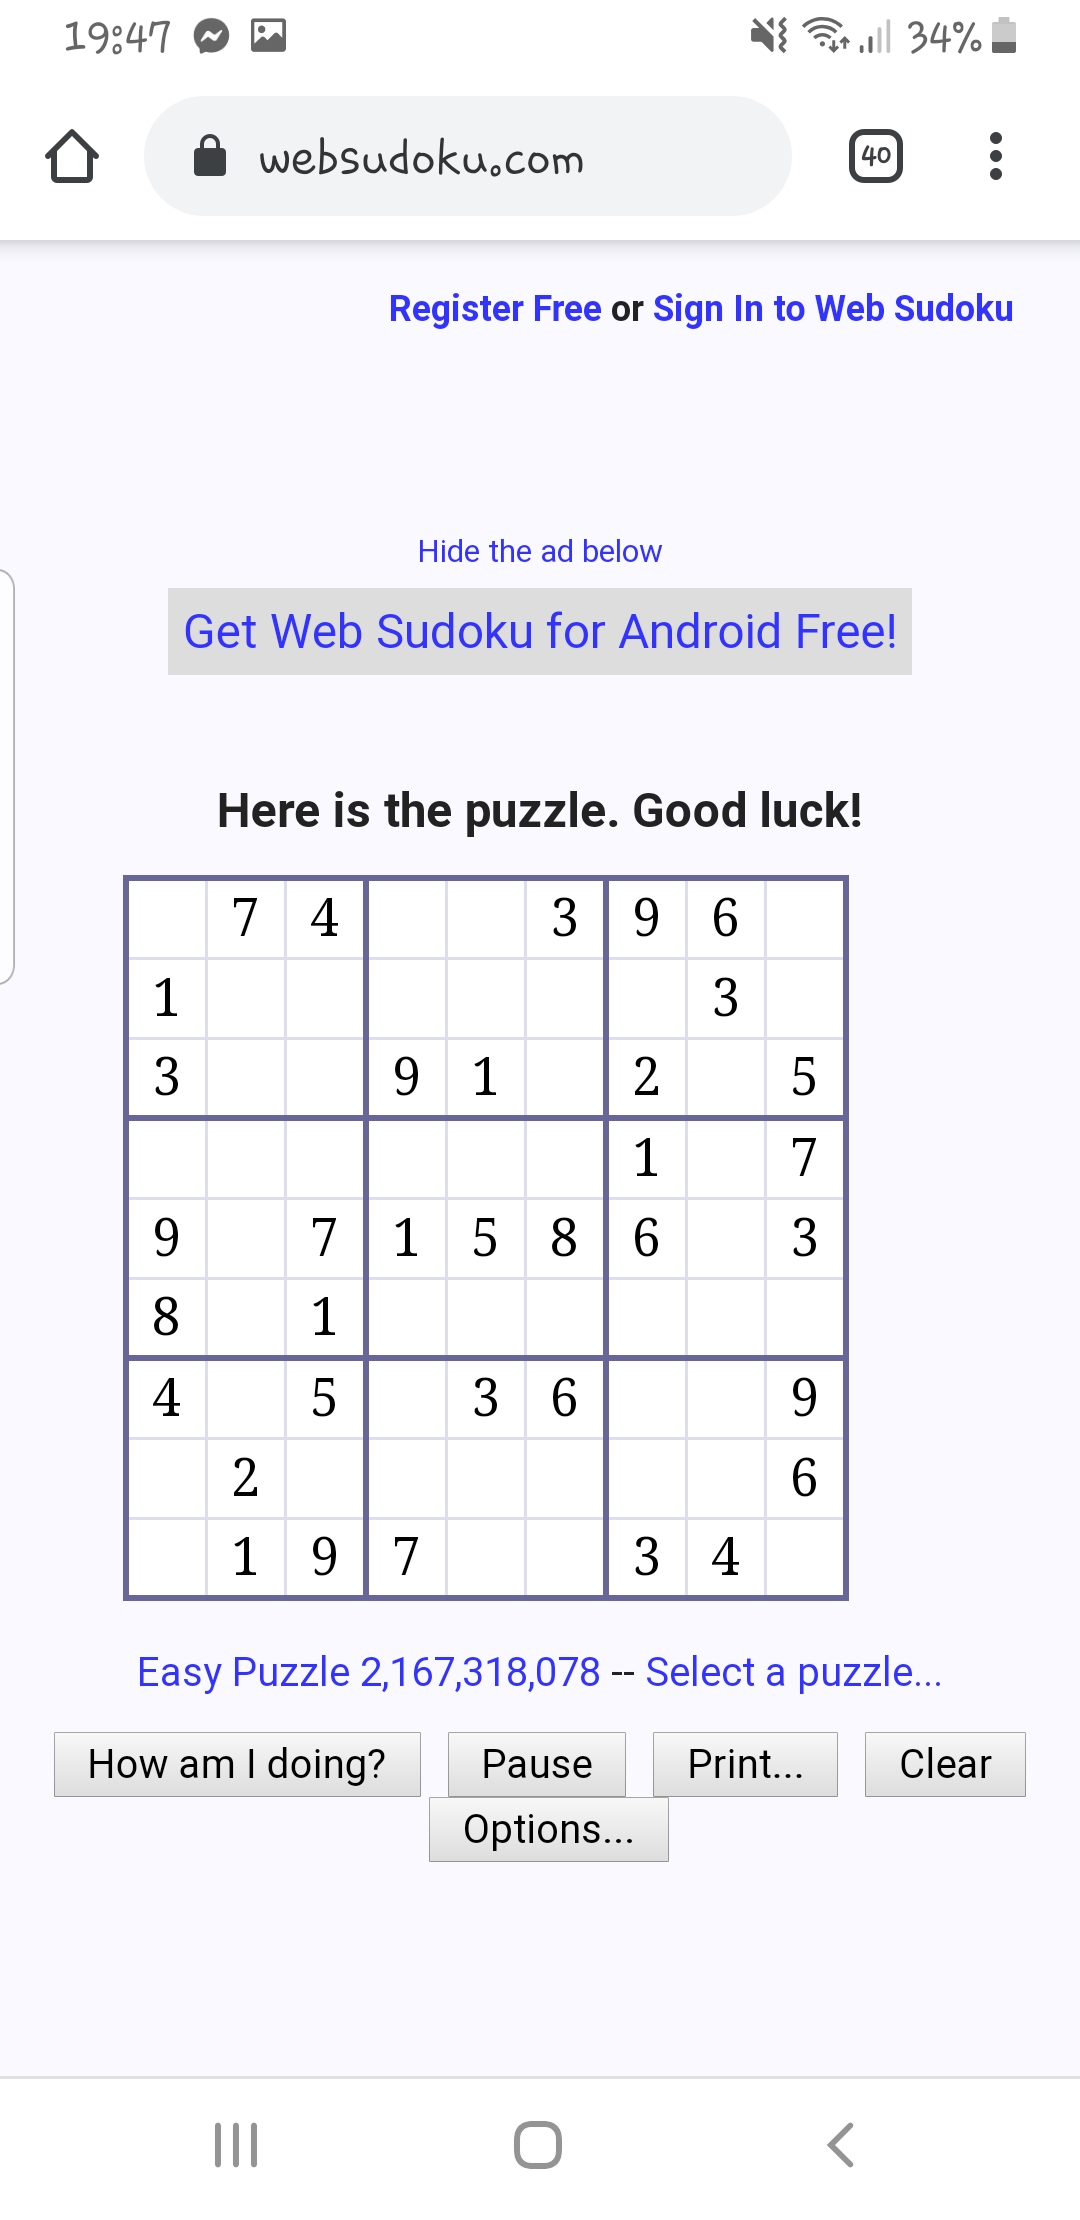 19:47 34%
websudoku.com 40
Register Free or Sign In to Web Sudoku
Hide the ad below
Get Web Sudoku for Android Free!
Here is the puzzle. Good luck!
7 4 3 9 6
1 3
3 9 1 2 5
1 7
9 7 1 5 8 6 3
8 1
4 5 3 6 9
2 6
1 9 7 3 4
Easy Puzzle 2,167,318,078 -- Select a puzzle...
How am I doing? Pause Print... Clear
Options...